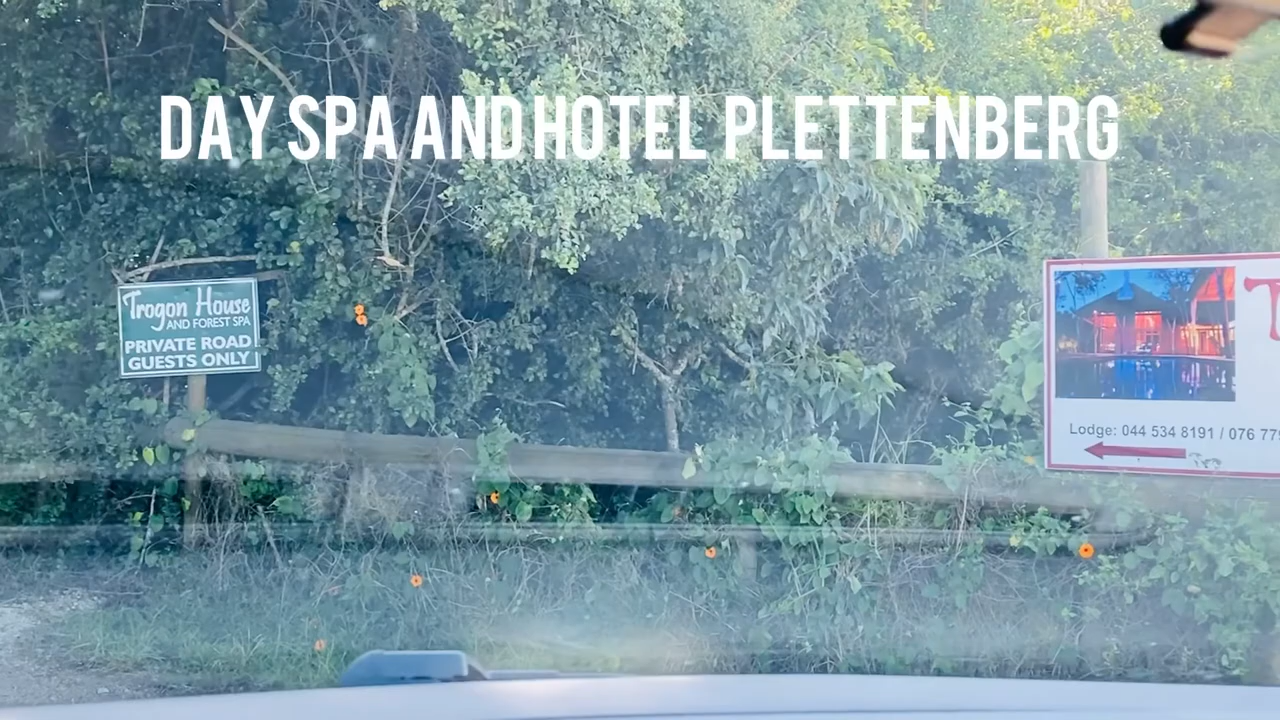 DAY SPA AND HOTEL PLETTENBERG
Trogon House
AND FOREST SPA
PRIVATE ROAD
GUESTS ONLY
Lodge: 044 534 8191 / 076 779